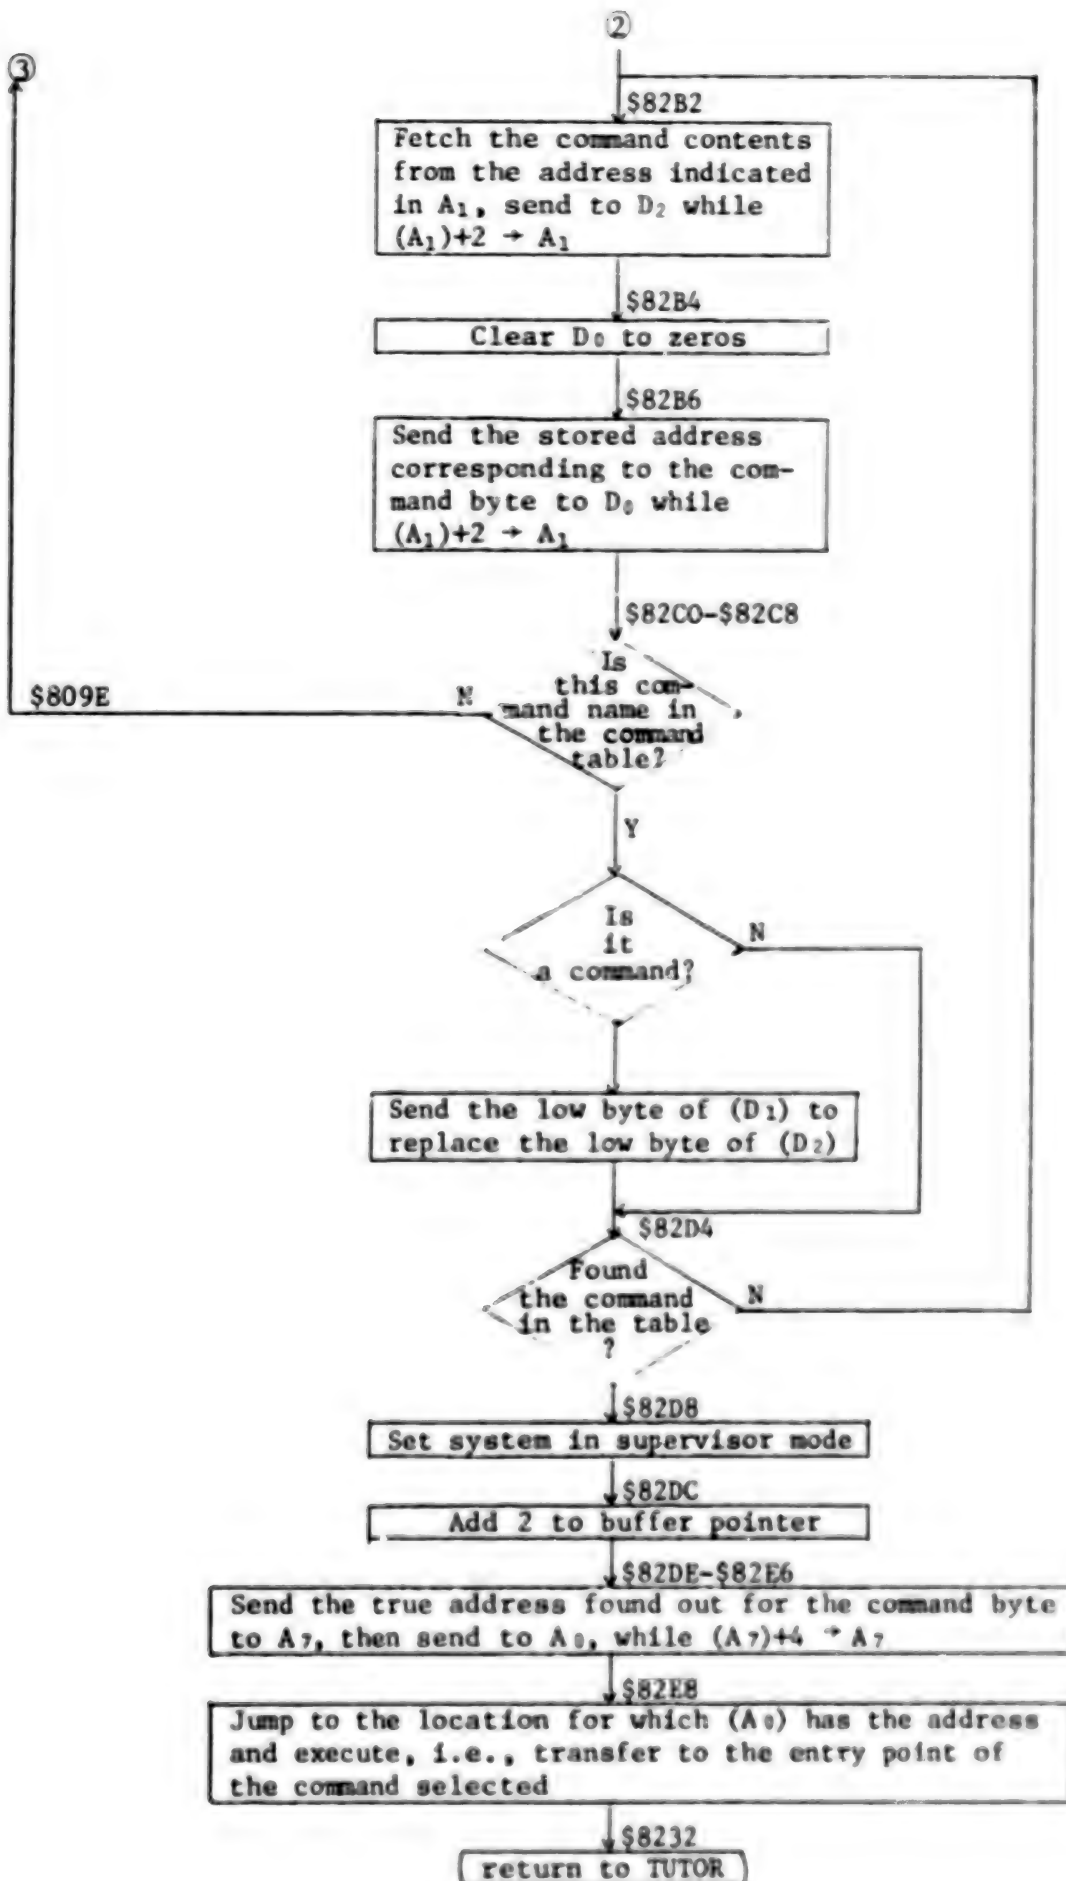 ②
③
$82B2
Fetch the command contents
from the address indicated
in A₁, send to D₂ while
(A₁)+2 → A₁
$82B4
Clear D₀ to zeros
$82B6
Send the stored address
corresponding to the com-
mand byte to D₀ while
(A₁)+2 → A₁
$82C0-$82C8
Is
this com-
mand name in
the command
table?
N
$809E
Y
Is
it
a command?
N
Send the low byte of (D₁) to
replace the low byte of (D₂)
$82D4
Found
the command
in the table
?
N
$82D8
Set system in supervisor mode
$82DC
Add 2 to buffer pointer
$82DE-$82E6
Send the true address found out for the command byte
to A₇, then send to A₀, while (A₇)+4 → A₇
$82E8
Jump to the location for which (A₀) has the address
and execute, i.e., transfer to the entry point of
the command selected
$8232
return to TUTOR